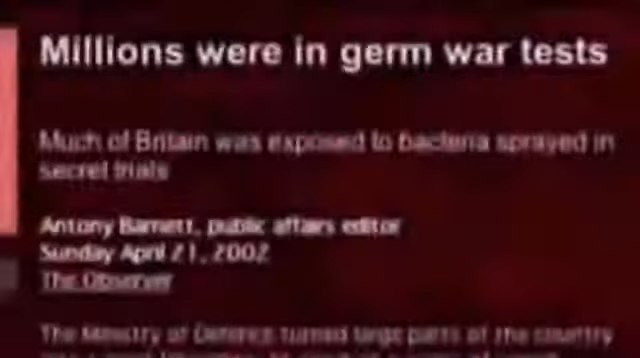 Millions were in germ war tests
Much of Britain was exposed to bacteria sprayed in
secret trials
Antony Barnett, public affairs editor
Sunday April 21, 2002
The Observer
The Ministry of Defence turned large parts of the country